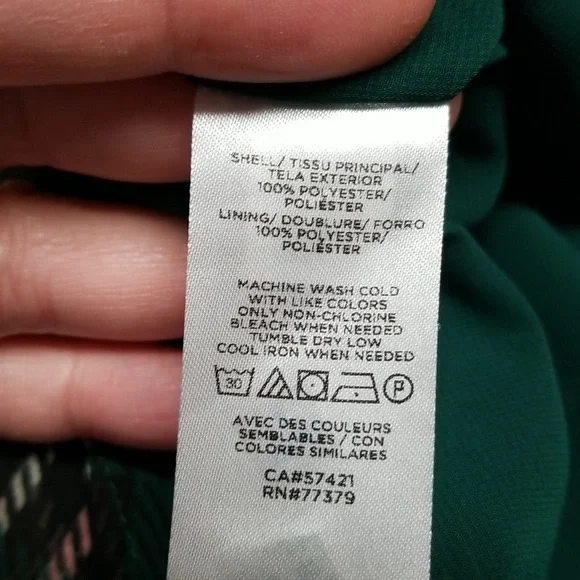 SHELL/ TISSU PRINCIPAL/
TELA EXTERIOR
100% POLYESTER/
POLIÉSTER
LINING/ DOUBLURE/ FORRO
100% POLYESTER/
POLIÉSTER
MACHINE WASH COLD
WITH LIKE COLORS
ONLY NON-CHLORINE
BLEACH WHEN NEEDED
TUMBLE DRY LOW
COOL IRON WHEN NEEDED
30 P
AVEC DES COULEURS
SEMBLABLES / CON
COLORES SIMILARES
CA#57421
RN#77379